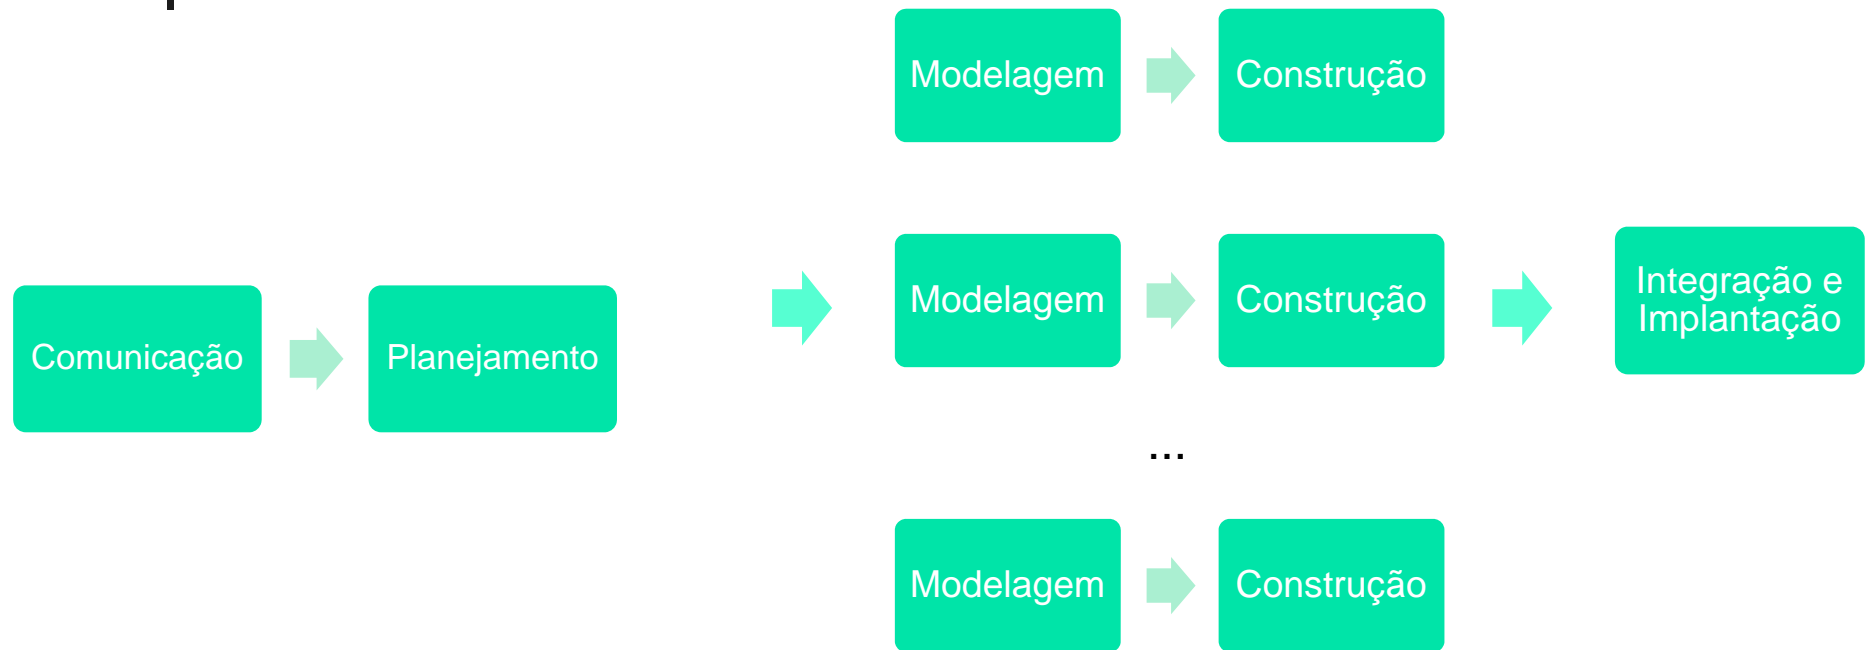 Modelagem
Construção
Comunicação
Planejamento
Modelagem
Construção
Integração e
Implantação
...
Modelagem
Construção